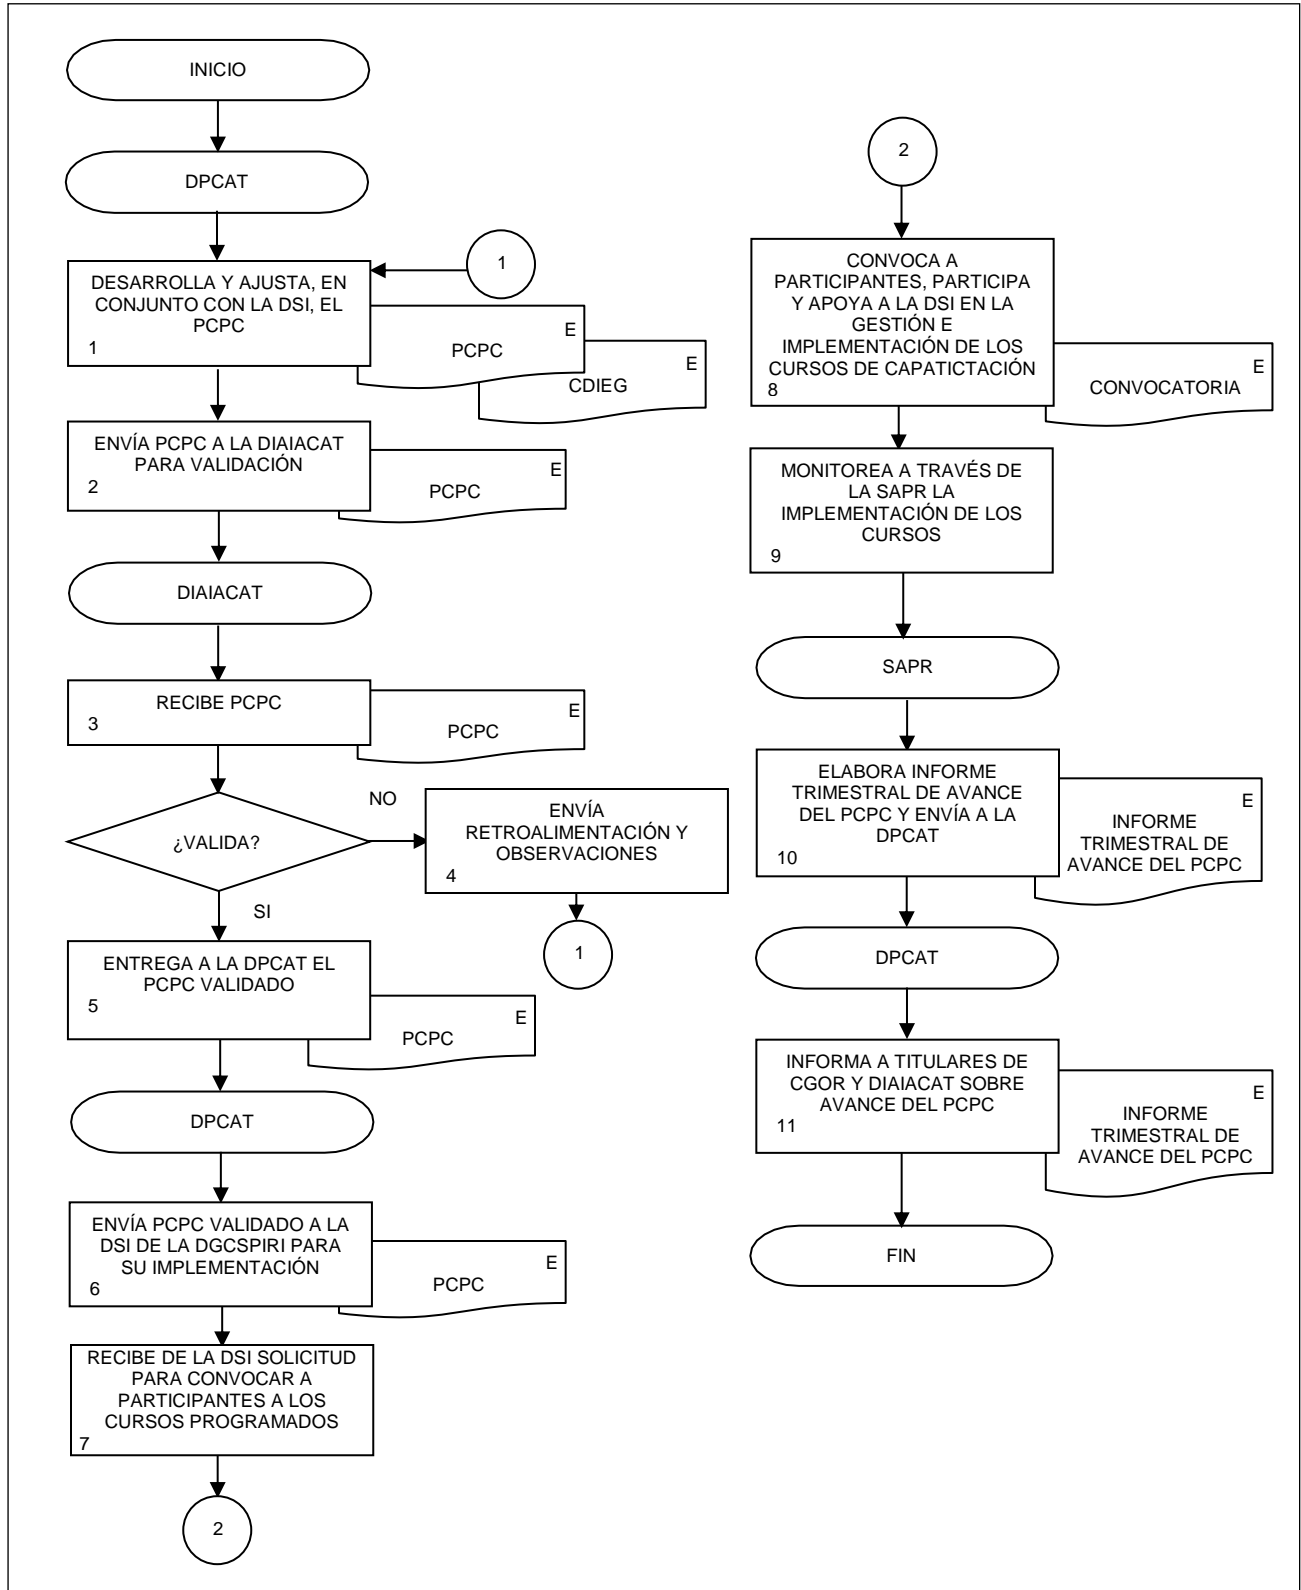 INICIO
DPCAT
1
DESARROLLA Y AJUSTA, EN
CONJUNTO CON LA DSI, EL
PCPC
1
E
PCPC
E
CDIEG
ENVÍA PCPC A LA DIAIACAT
PARA VALIDACIÓN
2
E
PCPC
DIAIACAT
RECIBE PCPC
3
E
PCPC
¿VALIDA?
NO
ENVÍA
RETROALIMENTACIÓN Y
OBSERVACIONES
4
1
SI
ENTREGA A LA DPCAT EL
PCPC VALIDADO
5
E
PCPC
DPCAT
ENVÍA PCPC VALIDADO A LA
DSI DE LA DGCSPIRI PARA
SU IMPLEMENTACIÓN
6
E
PCPC
RECIBE DE LA DSI SOLICITUD
PARA CONVOCAR A
PARTICIPANTES A LOS
CURSOS PROGRAMADOS
7
2
2
CONVOCA A
PARTICIPANTES, PARTICIPA
Y APOYA A LA DSI EN LA
GESTIÓN E
IMPLEMENTACIÓN DE LOS
CURSOS DE CAPATICTACIÓN
8
E
CONVOCATORIA
MONITOREA A TRAVÉS DE
LA SAPR LA
IMPLEMENTACIÓN DE LOS
CURSOS
9
SAPR
ELABORA INFORME
TRIMESTRAL DE AVANCE
DEL PCPC Y ENVÍA A LA
DPCAT
10
E
INFORME
TRIMESTRAL DE
AVANCE DEL PCPC
DPCAT
INFORMA A TITULARES DE
CGOR Y DIAIACAT SOBRE
AVANCE DEL PCPC
11
E
INFORME
TRIMESTRAL DE
AVANCE DEL PCPC
FIN